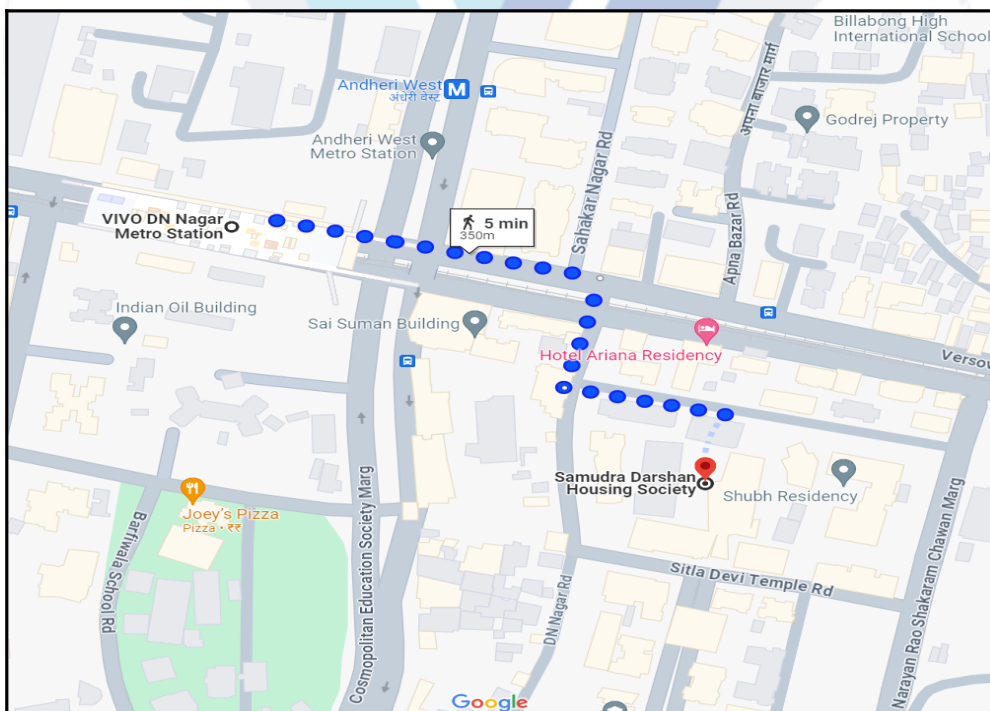 Billabong High
International School
Andheri West
अंधेरी वेस्ट
M
Godrej Property
Andheri West
Metro Station
अपना बाजार मार्ग
Sahakar Nagar Rd
VIVO DN Nagar
Metro Station
5 min
350m
Apna Bazar Rd
Indian Oil Building
Sai Suman Building
Hotel Ariana Residency
Samudra Darshan
Housing Society
Shubh Residency
Joey's Pizza
Pizza • ₹₹
Barfiwala School Rd
Cosmopolitan Education Society Marg
DN Nagar Rd
Sitla Devi Temple Rd
Narayan Rao Shakaram Chawan Marg
Google